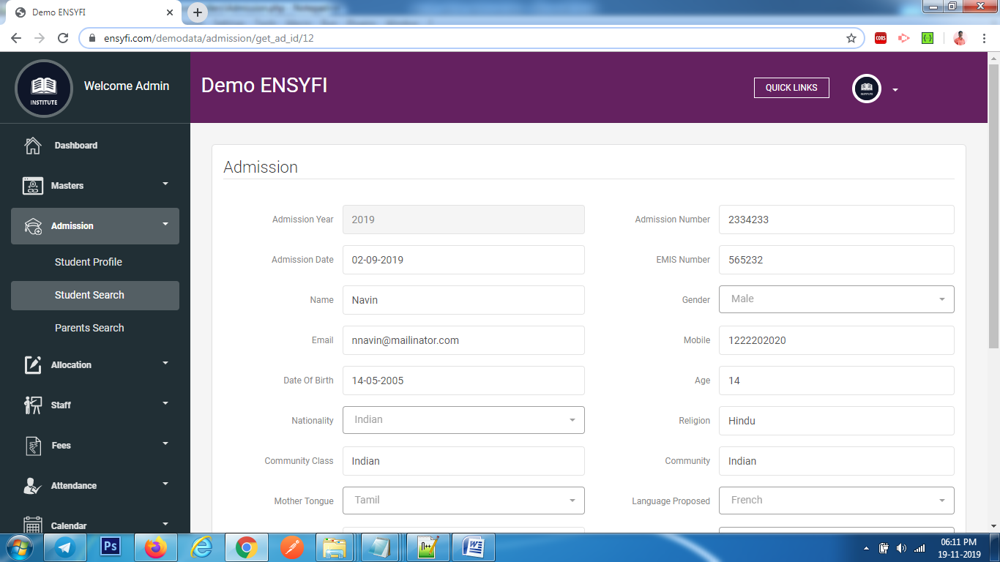 Demo ENSYFI
ensyfi.com/demodata/admission/get_ad_id/12
CORS
INSTITUTE
Welcome Admin
Demo ENSYFI
QUICK LINKS
INSTITUTE
Dashboard
Masters
Admission
Student Profile
Student Search
Parents Search
Allocation
Staff
Fees
Attendance
Calendar
Admission
Admission Year 2019 Admission Number 2334233
Admission Date 02-09-2019 EMIS Number 565232
Name Navin Gender Male
Email nnavin@mailinator.com Mobile 1222202020
Date Of Birth 14-05-2005 Age 14
Nationality Indian Religion Hindu
Community Class Indian Community Indian
Mother Tongue Tamil Language Proposed French
Ps
06:11 PM
19-11-2019